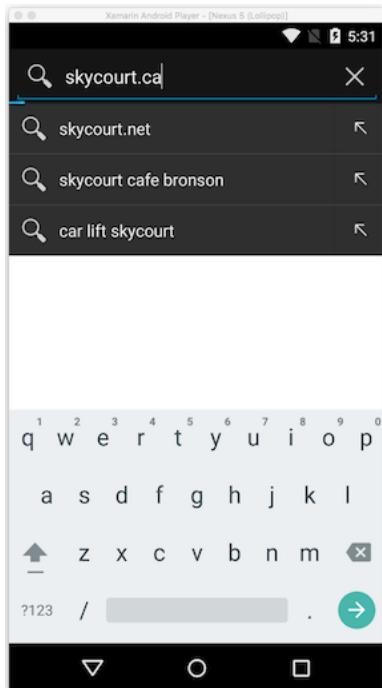 Xamarin Android Player - [Nexus 5 (Lollipop)]
5:31
skycourt.ca
skycourt.net
skycourt cafe bronson
car lift skycourt
1 2 3 4 5 6 7 8 9 0
q w e r t y u i o p
a s d f g h j k l
z x c v b n m
?123 / .